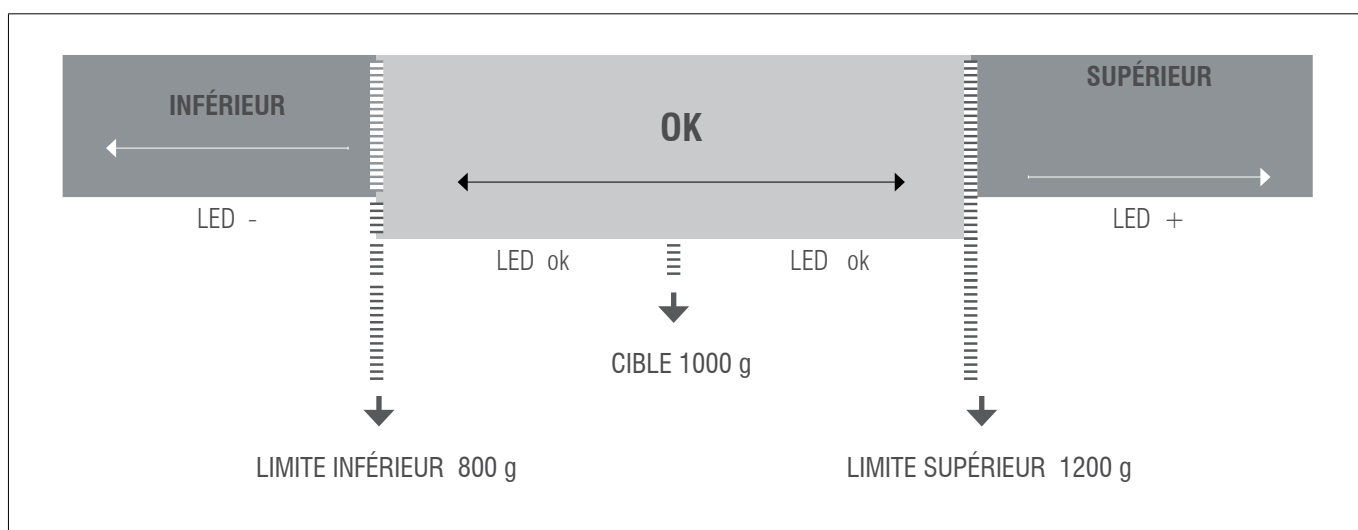 INFÉRIEUR
OK
SUPÉRIEUR
LED -
LED ok
LED ok
LED +
CIBLE 1000 g
LIMITE INFÉRIEUR 800 g
LIMITE SUPÉRIEUR 1200 g